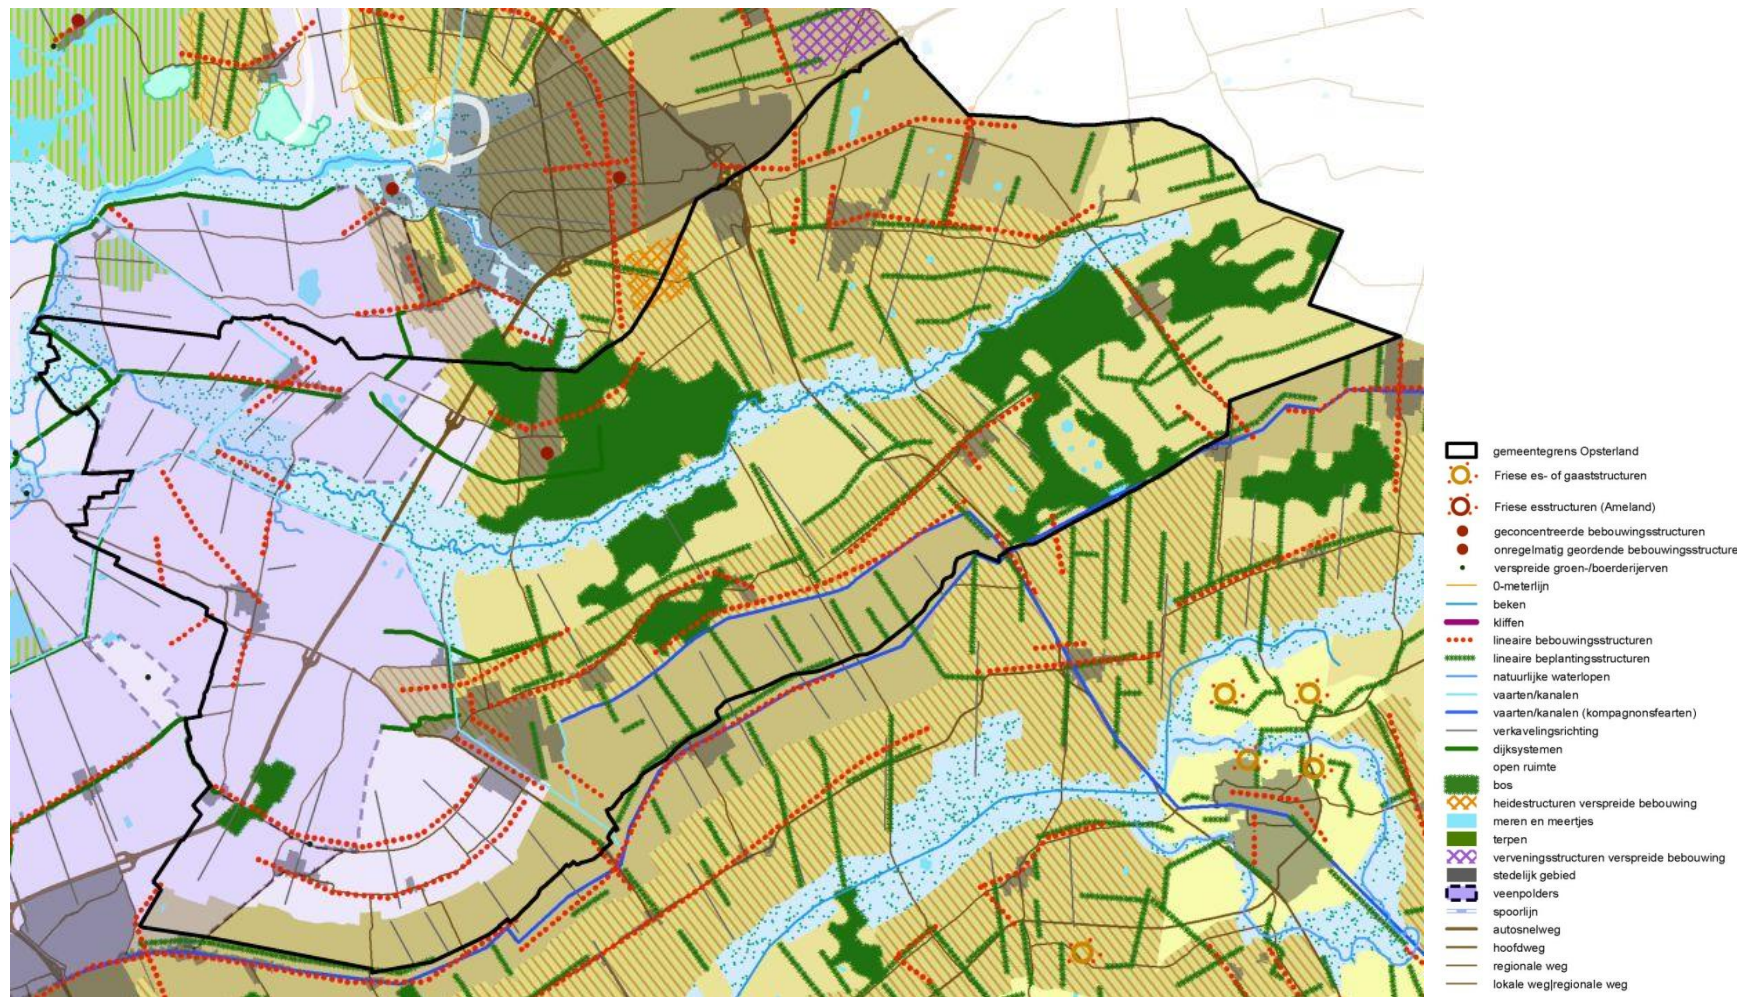 gemeentegrens Opsterland
Friese es- of gaaststructuren
Friese esstructuren (Ameland)
geconcentreerde bebouwingsstructuren
onregelmatig geordende bebouwingsstructure
verspreide groen-/boerderijerven
0-meterlijn
beken
kliffen
lineaire bebouwingsstructuren
lineaire beplantingsstructuren
natuurlijke waterlopen
vaarten/kanalen
vaarten/kanalen (kompagnonsfearten)
verkavelingsrichting
dijksystemen
open ruimte
bos
heidestructuren verspreide bebouwing
meren en meertjes
terpen
verveningsstructuren verspreide bebouwing
stedelijk gebied
veenpolders
spoorlijn
autosnelweg
hoofdweg
regionale weg
lokale weg|regionale weg